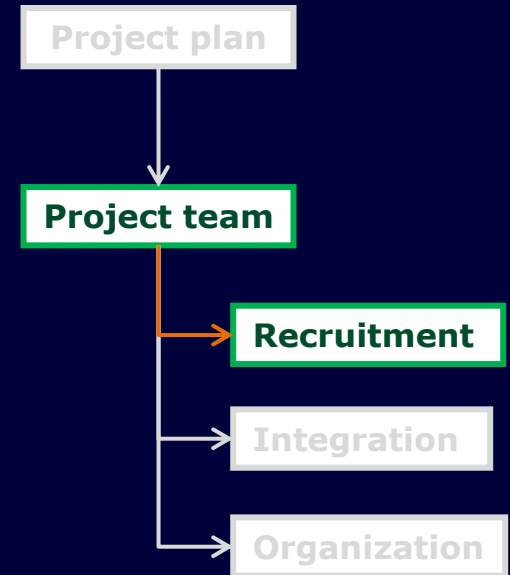 Project plan
Project team
Recruitment
Integration
Organization